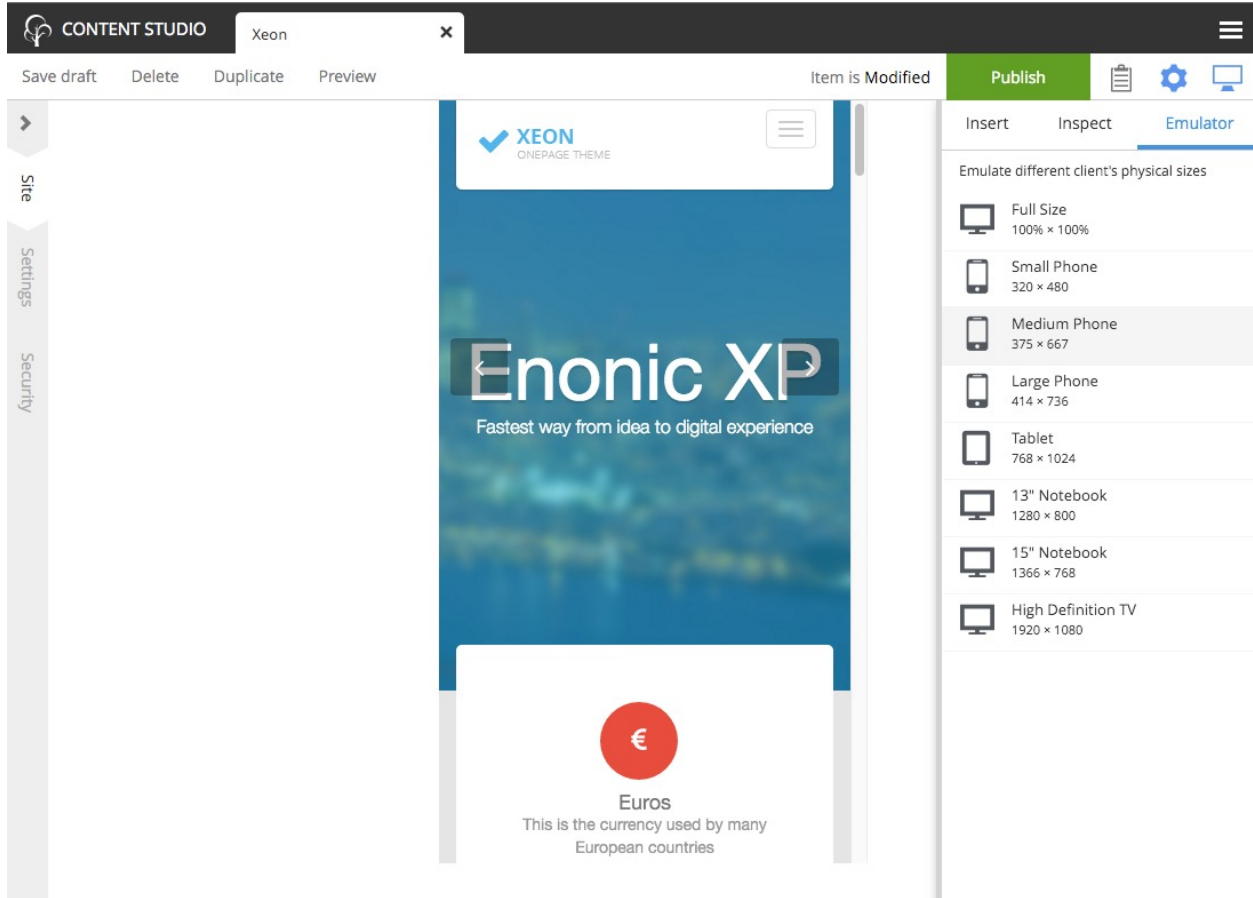 CONTENT STUDIO
Xeon
Save draft Delete Duplicate Preview
Item is Modified
Publish
Site
Settings
Security
XEON
ONEPAGE THEME
Enonic XP
Fastest way from idea to digital experience
€
Euros
This is the currency used by many
European countries
Insert Inspect Emulator
Emulate different client's physical sizes
Full Size
100% × 100%
Small Phone
320 × 480
Medium Phone
375 × 667
Large Phone
414 × 736
Tablet
768 × 1024
13" Notebook
1280 × 800
15" Notebook
1366 × 768
High Definition TV
1920 × 1080